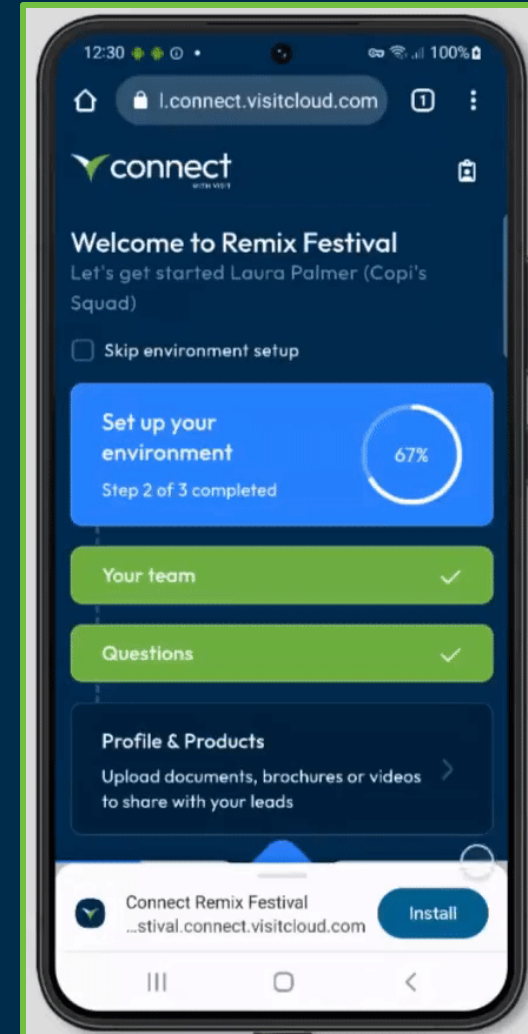 12:30
100%
l.connect.visitcloud.com
1
connect
WITH VISIT
Welcome to Remix Festival
Let's get started Laura Palmer (Copi's
Squad)
Skip environment setup
Set up your
environment
Step 2 of 3 completed
67%
Your team
Questions
Profile & Products
Upload documents, brochures or videos
to share with your leads
Connect Remix Festival
...stival.connect.visitcloud.com
Install